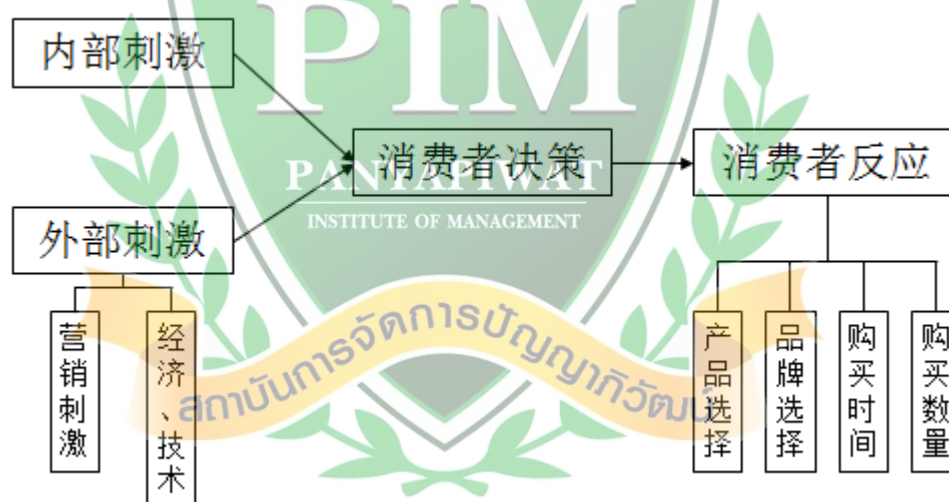 PIM
内部刺激
消费者决策
消费者反应
PANYAPIWAT
INSTITUTE OF MANAGEMENT
外部刺激
营销刺激
经济、技术
产品选择
品牌选择
购买时间
购买数量
สถาบันการจัดการปัญญาภิวัฒน์